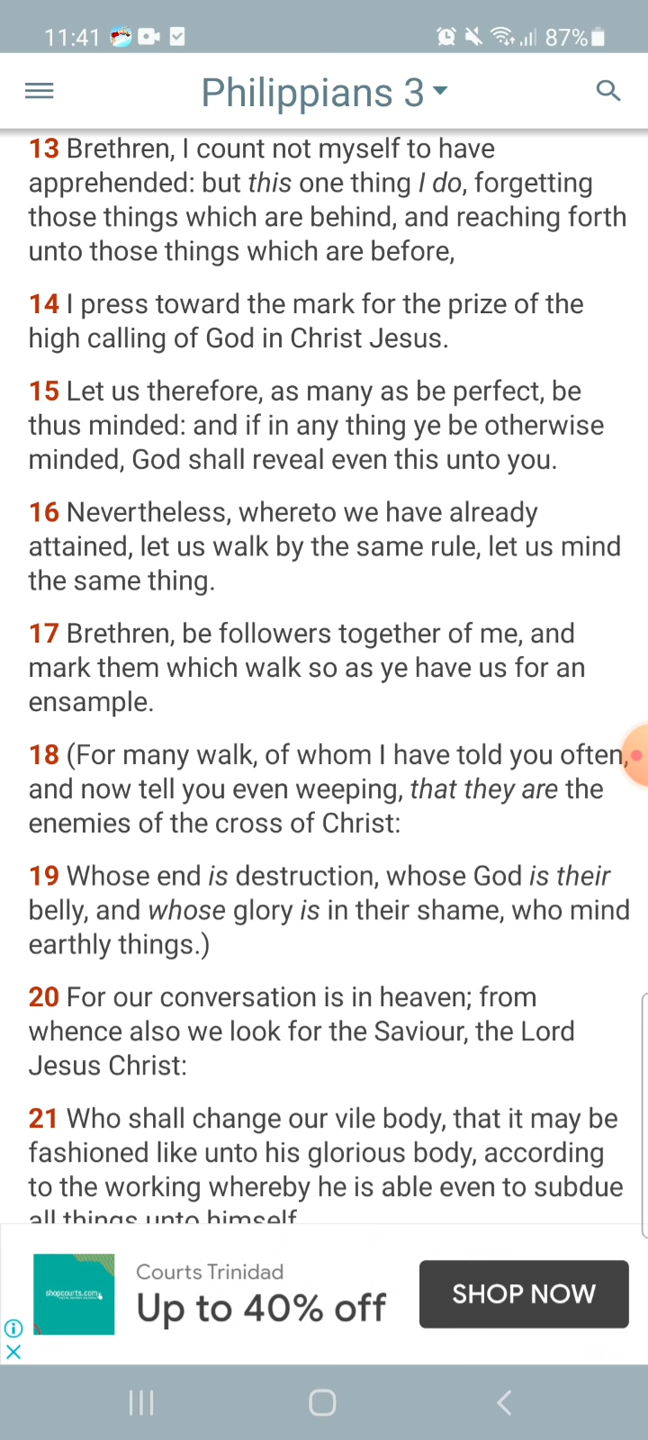 11:41
87%
Philippians 3
13 Brethren, I count not myself to have
apprehended: but this one thing I do, forgetting
those things which are behind, and reaching forth
unto those things which are before,
14 I press toward the mark for the prize of the
high calling of God in Christ Jesus.
15 Let us therefore, as many as be perfect, be
thus minded: and if in any thing ye be otherwise
minded, God shall reveal even this unto you.
16 Nevertheless, whereto we have already
attained, let us walk by the same rule, let us mind
the same thing.
17 Brethren, be followers together of me, and
mark them which walk so as ye have us for an
ensample.
18 (For many walk, of whom I have told you often,
and now tell you even weeping, that they are the
enemies of the cross of Christ:
19 Whose end is destruction, whose God is their
belly, and whose glory is in their shame, who mind
earthly things.)
20 For our conversation is in heaven; from
whence also we look for the Saviour, the Lord
Jesus Christ:
21 Who shall change our vile body, that it may be
fashioned like unto his glorious body, according
to the working whereby he is able even to subdue
all things unto himself
shopcourts.com
Courts Trinidad
Up to 40% off
SHOP NOW